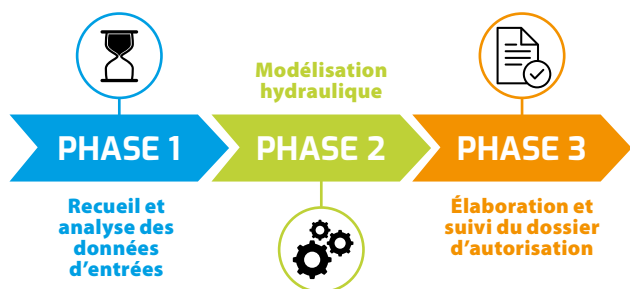 PHASE 1
Recueil et
analyse des
données
d'entrées
Modélisation
hydraulique
PHASE 2
PHASE 3
Élaboration et
suivi du dossier
d'autorisation